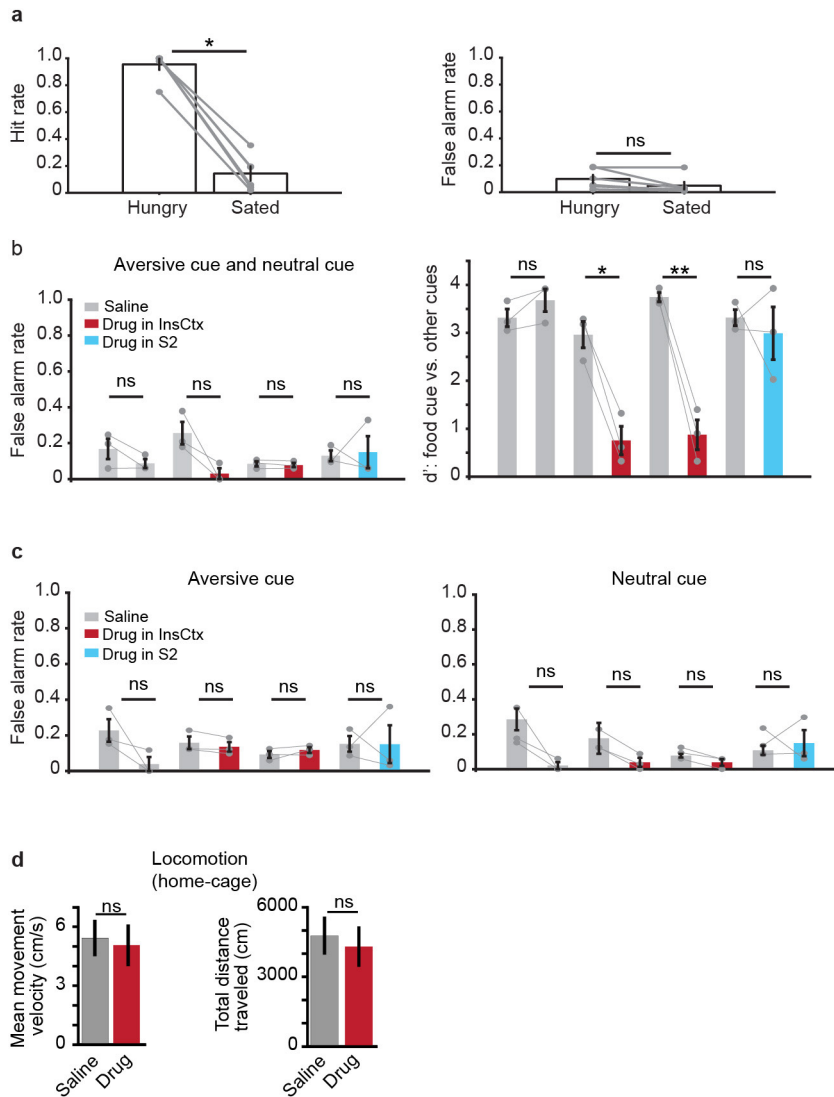 a
*
Hit rate
1.0
0.8
0.6
0.4
0.2
0
Hungry Sated
False alarm rate
1.0
0.8
0.6
0.4
0.2
0
ns
Hungry Sated
b
Aversive cue and neutral cue
False alarm rate
1.0
0.8
0.6
0.4
0.2
0
Saline
Drug in InsCtx
Drug in S2
ns ns ns ns
d': food cue vs. other cues
4
3
2
1
0
ns * ** ns
c
Aversive cue
False alarm rate
1.0
0.8
0.6
0.4
0.2
0
Saline
Drug in InsCtx
Drug in S2
ns ns ns ns
Neutral cue
1.0
0.8
0.6
0.4
0.2
0
ns ns ns ns
d
Locomotion
(home-cage)
Mean movement
velocity (cm/s)
6
3
0
ns
Saline Drug
Total distance
traveled (cm)
6000
3000
0
ns
Saline Drug